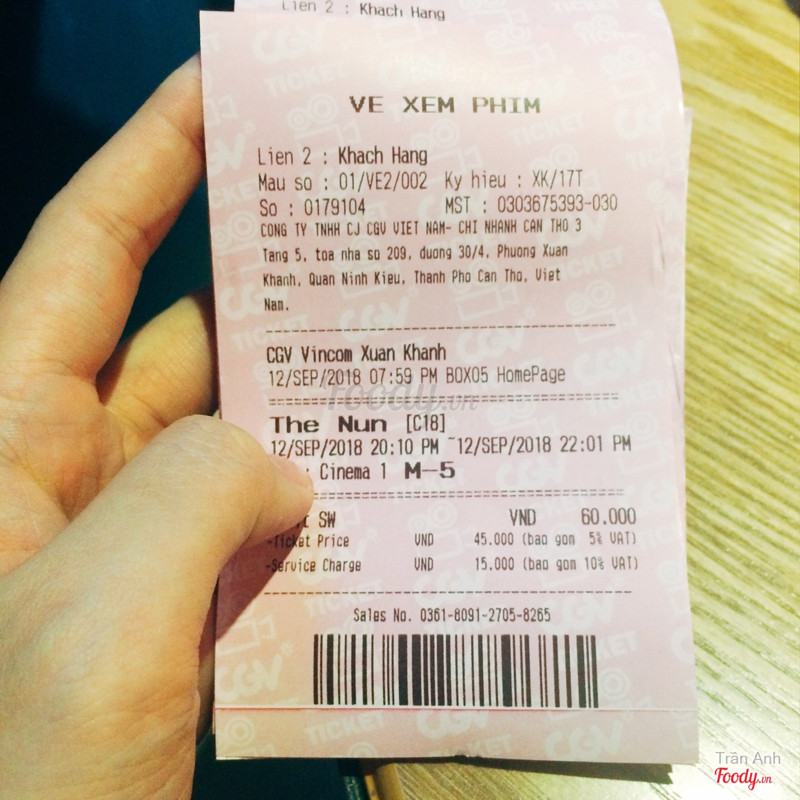 Lien 2 : Khach Hang
VE XEM PHIM
Lien 2 : Khach Hang
Mau so : 01/VE2/002 Ky hieu : XK/17T
So : 0179104 MST : 0303675393-030
CONG TY TNHH CJ CGV VIET NAM- CHI NHANH CAN THO 3
Tang 5, toa nha so 209, duong 30/4, Phuong Xuan
Khanh, Quan Ninh Kieu, Thanh Pho Can Tho, Viet
Nam.
CGV Vincom Xuan Khanh
12/SEP/2018 07:59 PM BOX05 HomePage
foody.vn
The Nun [C18]
12/SEP/2018 20:10 PM ~12/SEP/2018 22:01 PM
: Cinema 1 M-5
SW VND 60.000
-Ticket Price VND 45.000 (bao gom 5% VAT)
-Service Charge VND 15.000 (bao gom 10% VAT)
Sales No. 0361-8091-2705-8265
Trần Anh
Foody.vn